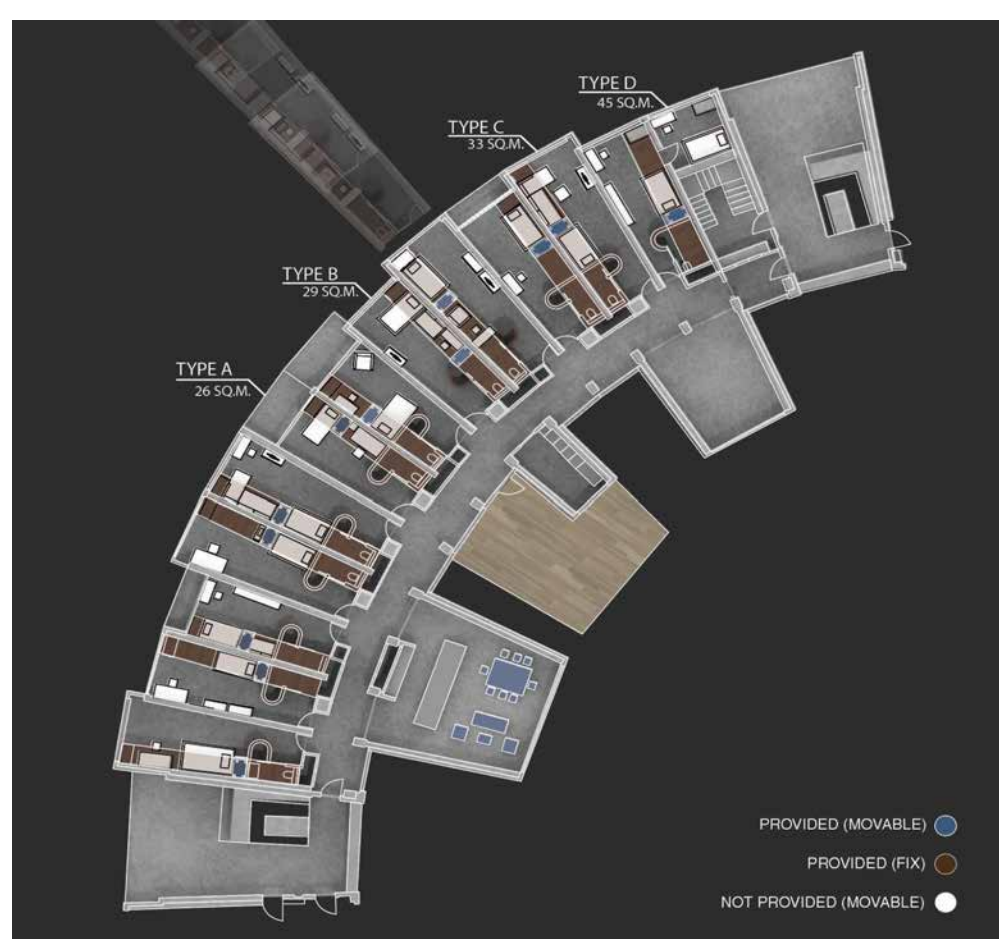 TYPE D
45 SQ.M.
TYPE C
33 SQ.M.
TYPE B
29 SQ.M.
TYPE A
26 SQ.M.
PROVIDED (MOVABLE)
PROVIDED (FIX)
NOT PROVIDED (MOVABLE)